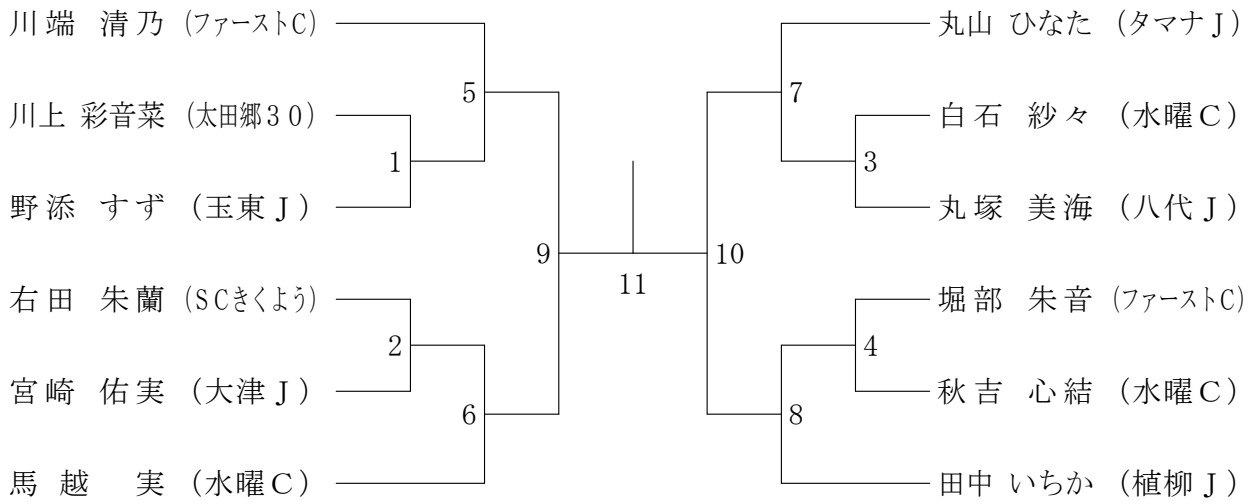 川端 清乃 (ファーストC)
川上 彩音菜 (太田郷30)
野添 すず (玉東J)
右田 朱蘭 (SCきくよう)
宮崎 佑実 (大津J)
馬越 実 (水曜C)
5
1
2
6
9
11
10
7
3
4
8
丸山 ひなた (タマナJ)
白石 紗々 (水曜C)
丸塚 美海 (八代J)
堀部 朱音 (ファーストC)
秋吉 心結 (水曜C)
田中 いちか (植柳J)